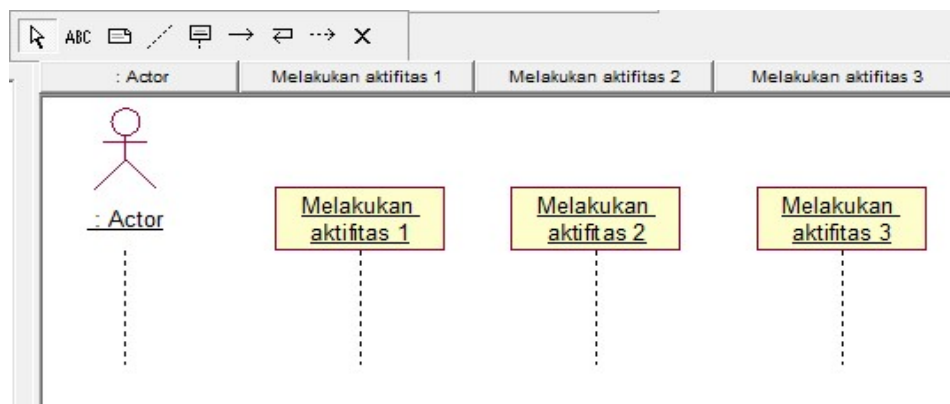 ABC
: Actor
Melakukan aktifitas 1
Melakukan aktifitas 2
Melakukan aktifitas 3
: Actor
Melakukan
aktifitas 1
Melakukan
aktifitas 2
Melakukan
aktifitas 3